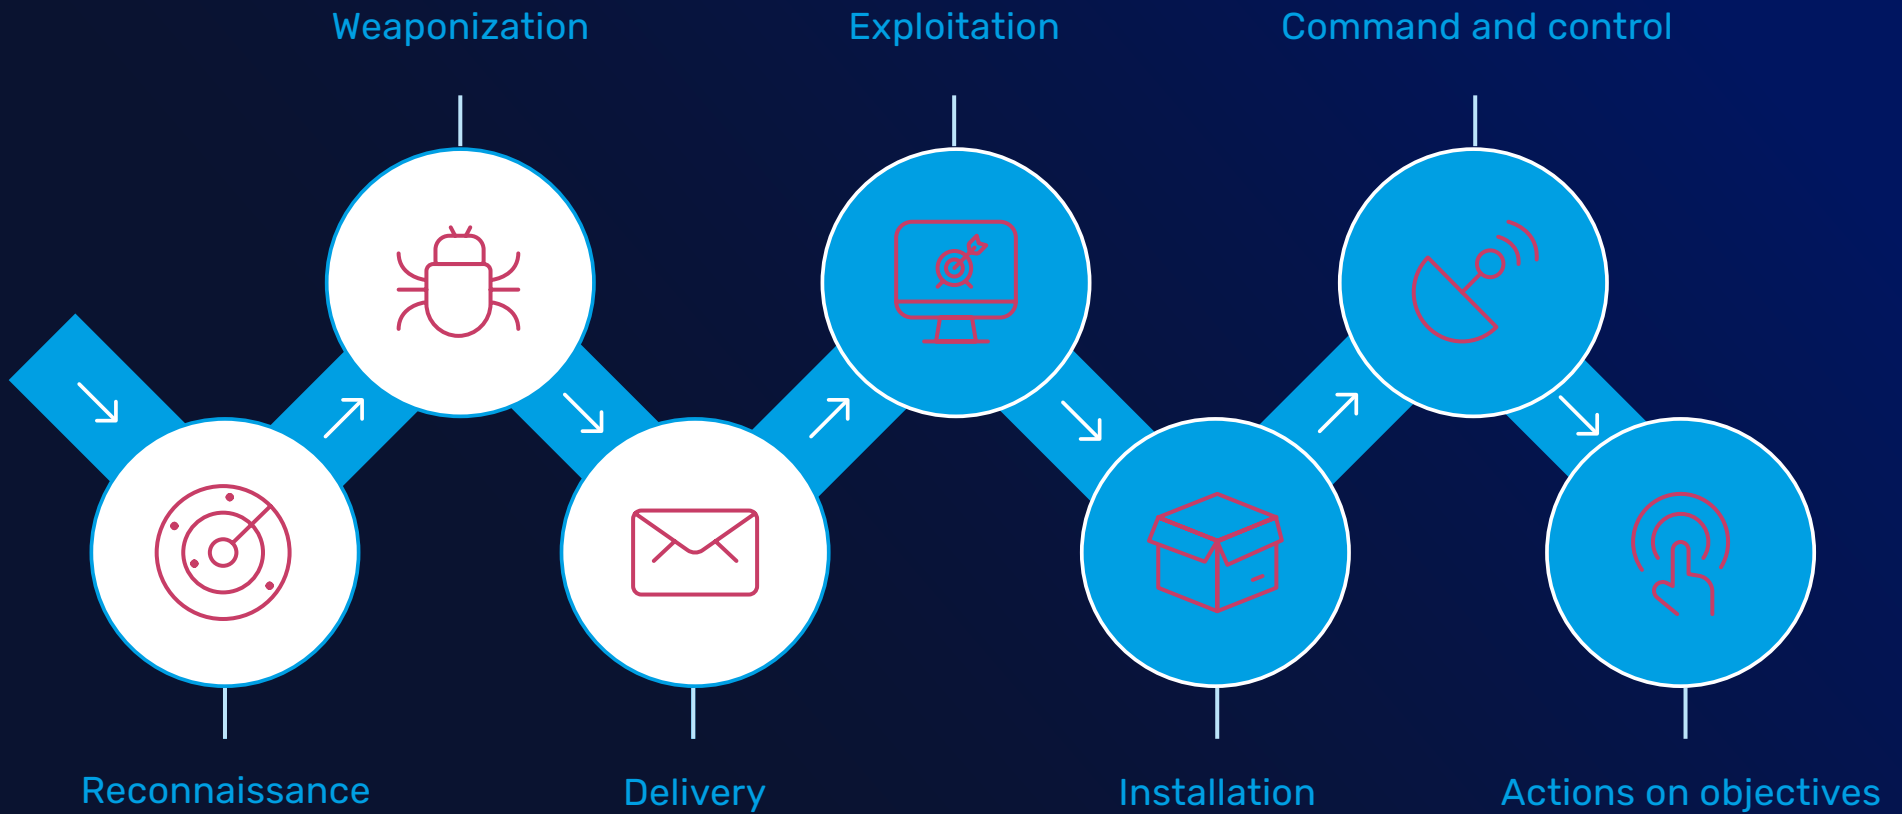 Weaponization
Exploitation
Command and control
Reconnaissance
Delivery
Installation
Actions on objectives